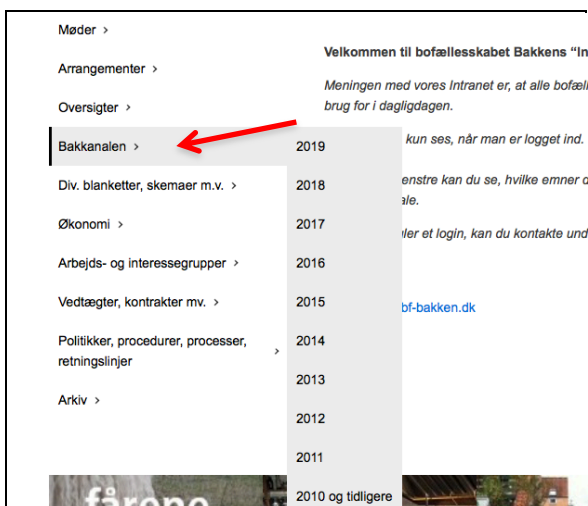 Møder >
Arrangementer >
Oversigter >
Bakkanalen >
Div. blanketter, skemaer m.v. >
Økonomi >
Arbejds- og interessegrupper >
Vedtægter, kontrakter mv. >
Politikker, procedurer, processer, >
retningslinjer
Arkiv >
2019
2018
2017
2016
2015
2014
2013
2012
2011
2010 og tidligere
Velkommen til bofællesskabet Bakkens "In
Meningen med vores Intranet er, at alle bofæll
brug for i dagligdagen.
kun ses, når man er logget ind.
enstre kan du se, hvilke emner d
ale.
ler et login, kan du kontakte und
bf-bakken.dk
fårene